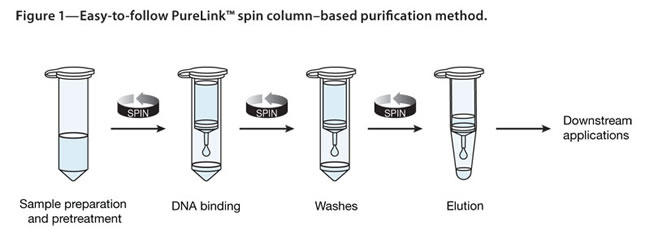 Figure 1—Easy-to-follow PureLink™ spin column–based purification method.
SPIN
SPIN
SPIN
Downstream
applications
Sample preparation
and pretreatment
DNA binding
Washes
Elution